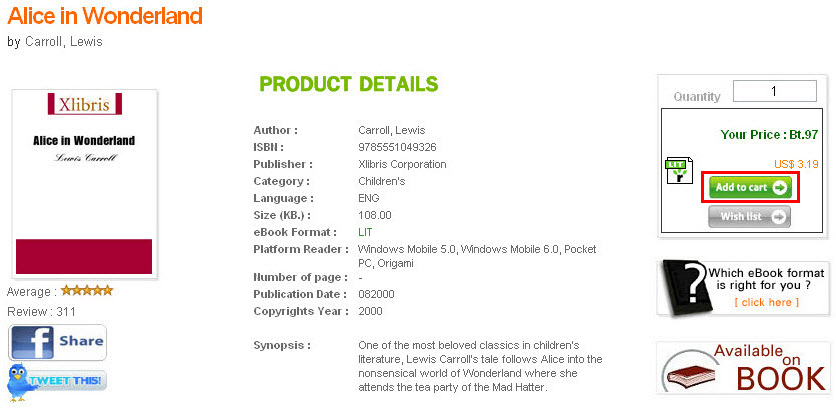 Alice in Wonderland
by Carroll, Lewis
Xlibris
Alice in Wonderland
Lewis Carroll
Average :
Review : 311
Share
TWEET THIS!
PRODUCT DETAILS
Author : Carroll, Lewis
ISBN : 9785551049326
Publisher : Xlibris Corporation
Category : Children's
Language : ENG
Size (KB.) : 108.00
eBook Format : LIT
Platform Reader : Windows Mobile 5.0, Windows Mobile 6.0, Pocket
PC, Origami
Number of page : -
Publication Date : 082000
Copyrights Year : 2000
Synopsis : One of the most beloved classics in children's
literature, Lewis Carroll's tale follows Alice into the
nonsensical world of Wonderland where she
attends the tea party of the Mad Hatter.
Quantity 1
Your Price : Bt.97
US$ 3.19
LIT
Add to cart
Wish list
?
Which eBook format
is right for you ?
[ click here ]
Available
on
BOOK